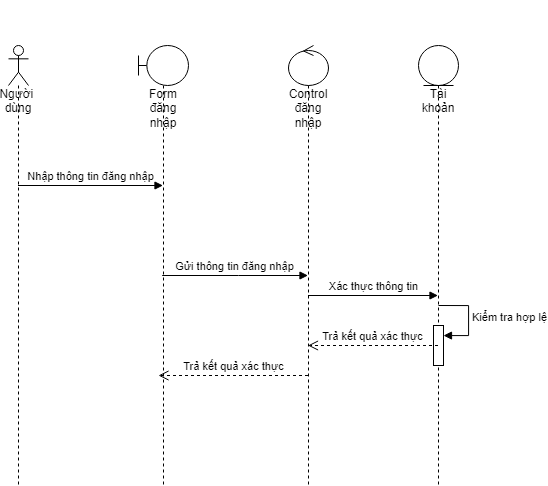 Người
dùng
Form
đăng
nhập
Control
đăng
nhập
Tài
khoản
Nhập thông tin đăng nhập
Gửi thông tin đăng nhập
Xác thực thông tin
Kiểm tra hợp lệ
Trả kết quả xác thực
Trả kết quả xác thực